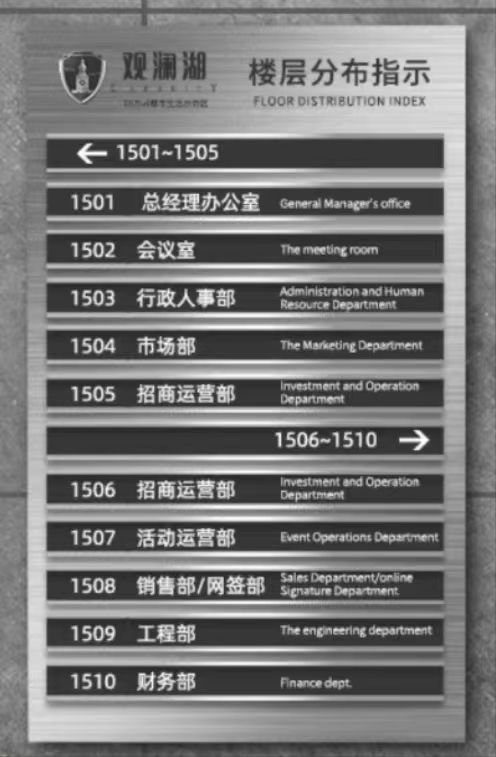 观澜湖
楼层分布指示
FLOOR DISTRIBUTION INDEX
← 1501~1505
1501 总经理办公室 General Manager's office
1502 会议室 The meeting room
1503 行政人事部 Administration and Human
Resource Department
1504 市场部 The Marketing Department
1505 招商运营部 Investment and Operation
Department
1506~1510 →
1506 招商运营部 Investment and Operation
Department
1507 活动运营部 Event Operations Department
1508 销售部/网签部 Sales Department/online
Signature Department
1509 工程部 The engineering department
1510 财务部 Finance dept.